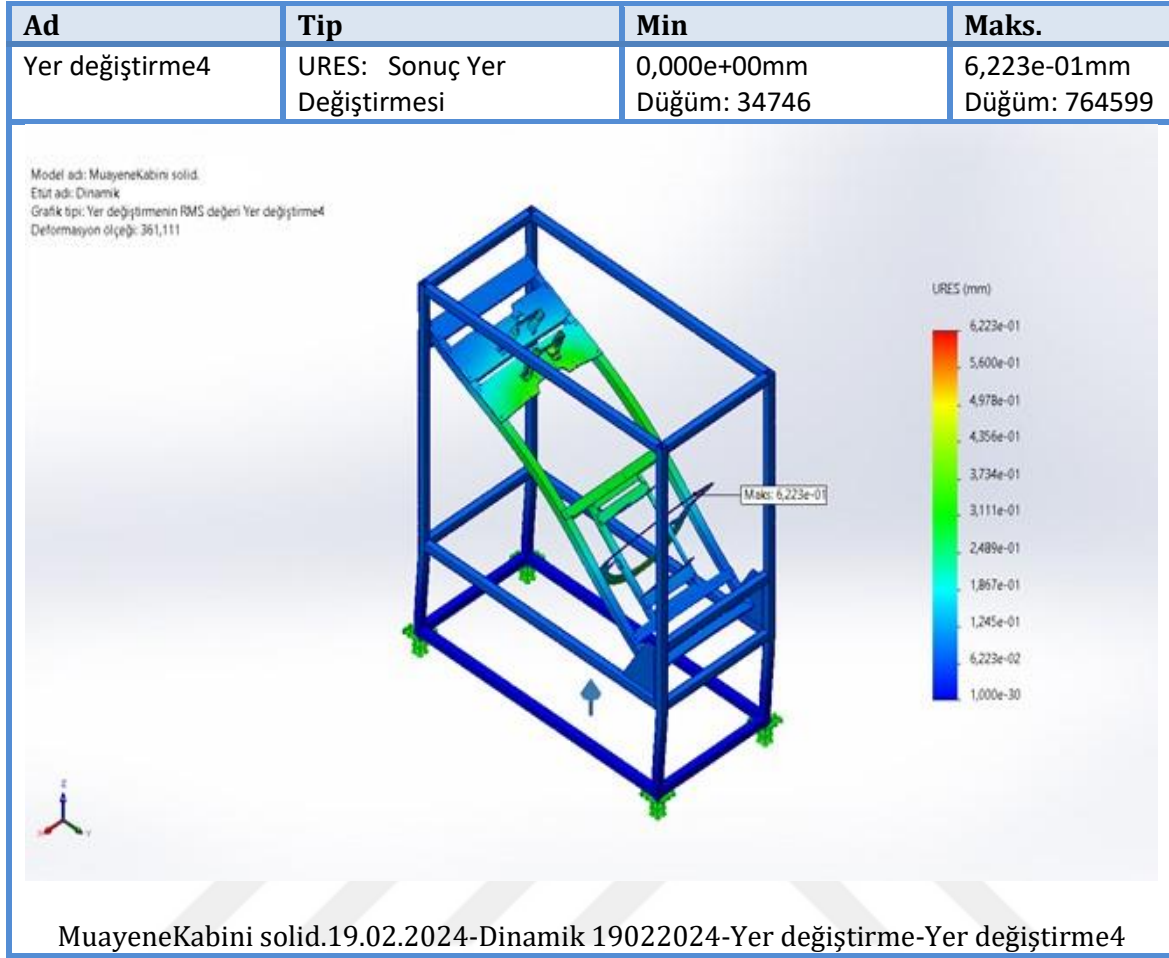 Ad Tip Min Maks.
Yer değiştirme4 URES: Sonuç Yer 0,000e+00mm 6,223e-01mm
Değiştirmesi Düğüm: 34746 Düğüm: 764599
Model adı: MuayeneKabini solid.
Etüt adı: Dinamik
Grafik tipi: Yer değiştirmenin RMS değeri Yer değiştirme4
Deformasyon ölçeği: 361,111
URES (mm)
6,223e-01
5,600e-01
4,978e-01
4,356e-01
3,734e-01
3,111e-01
2,489e-01
1,867e-01
1,245e-01
6,223e-02
1,000e-30
Maks: 6,223e-01
Z
X
Y
MuayeneKabini solid.19.02.2024-Dinamik 19022024-Yer değiştirme-Yer değiştirme4